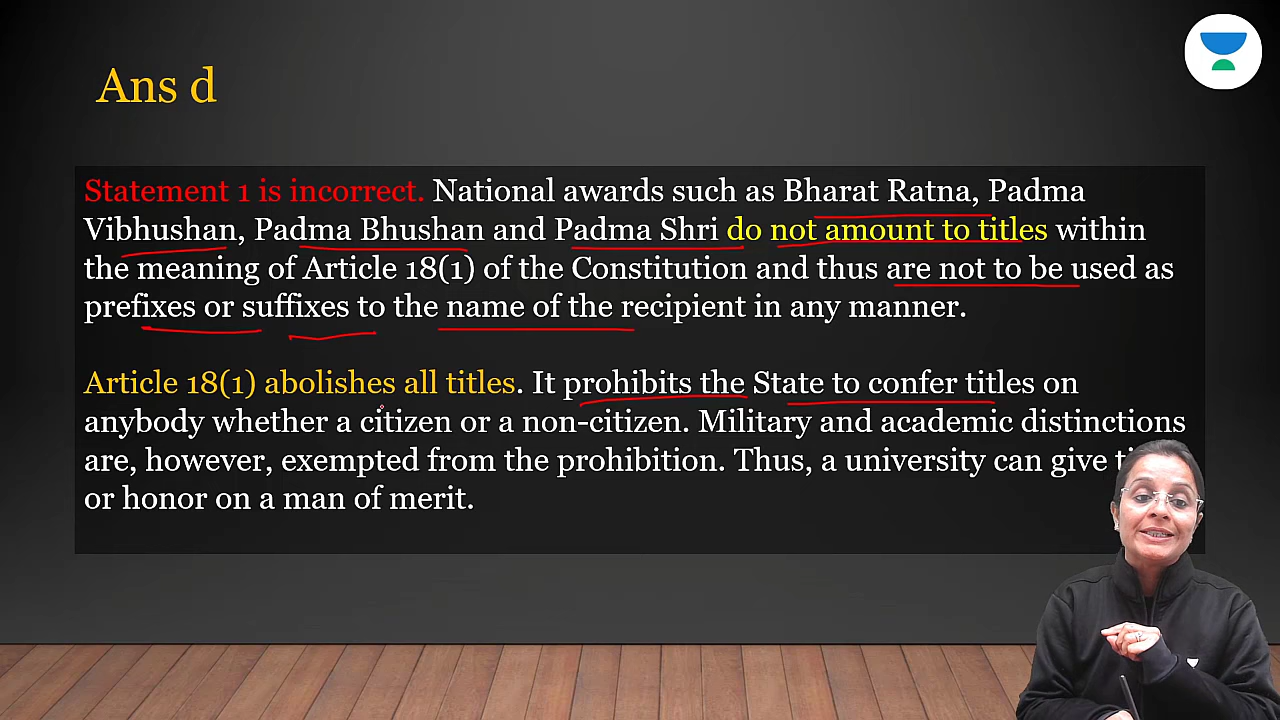 Ans d
Statement 1 is incorrect. National awards such as Bharat Ratna, Padma
Vibhushan, Padma Bhushan and Padma Shri do not amount to titles within
the meaning of Article 18(1) of the Constitution and thus are not to be used as
prefixes or suffixes to the name of the recipient in any manner.
Article 18(1) abolishes all titles. It prohibits the State to confer titles on
anybody whether a citizen or a non-citizen. Military and academic distinctions
are, however, exempted from the prohibition. Thus, a university can give
or honor on a man of merit.